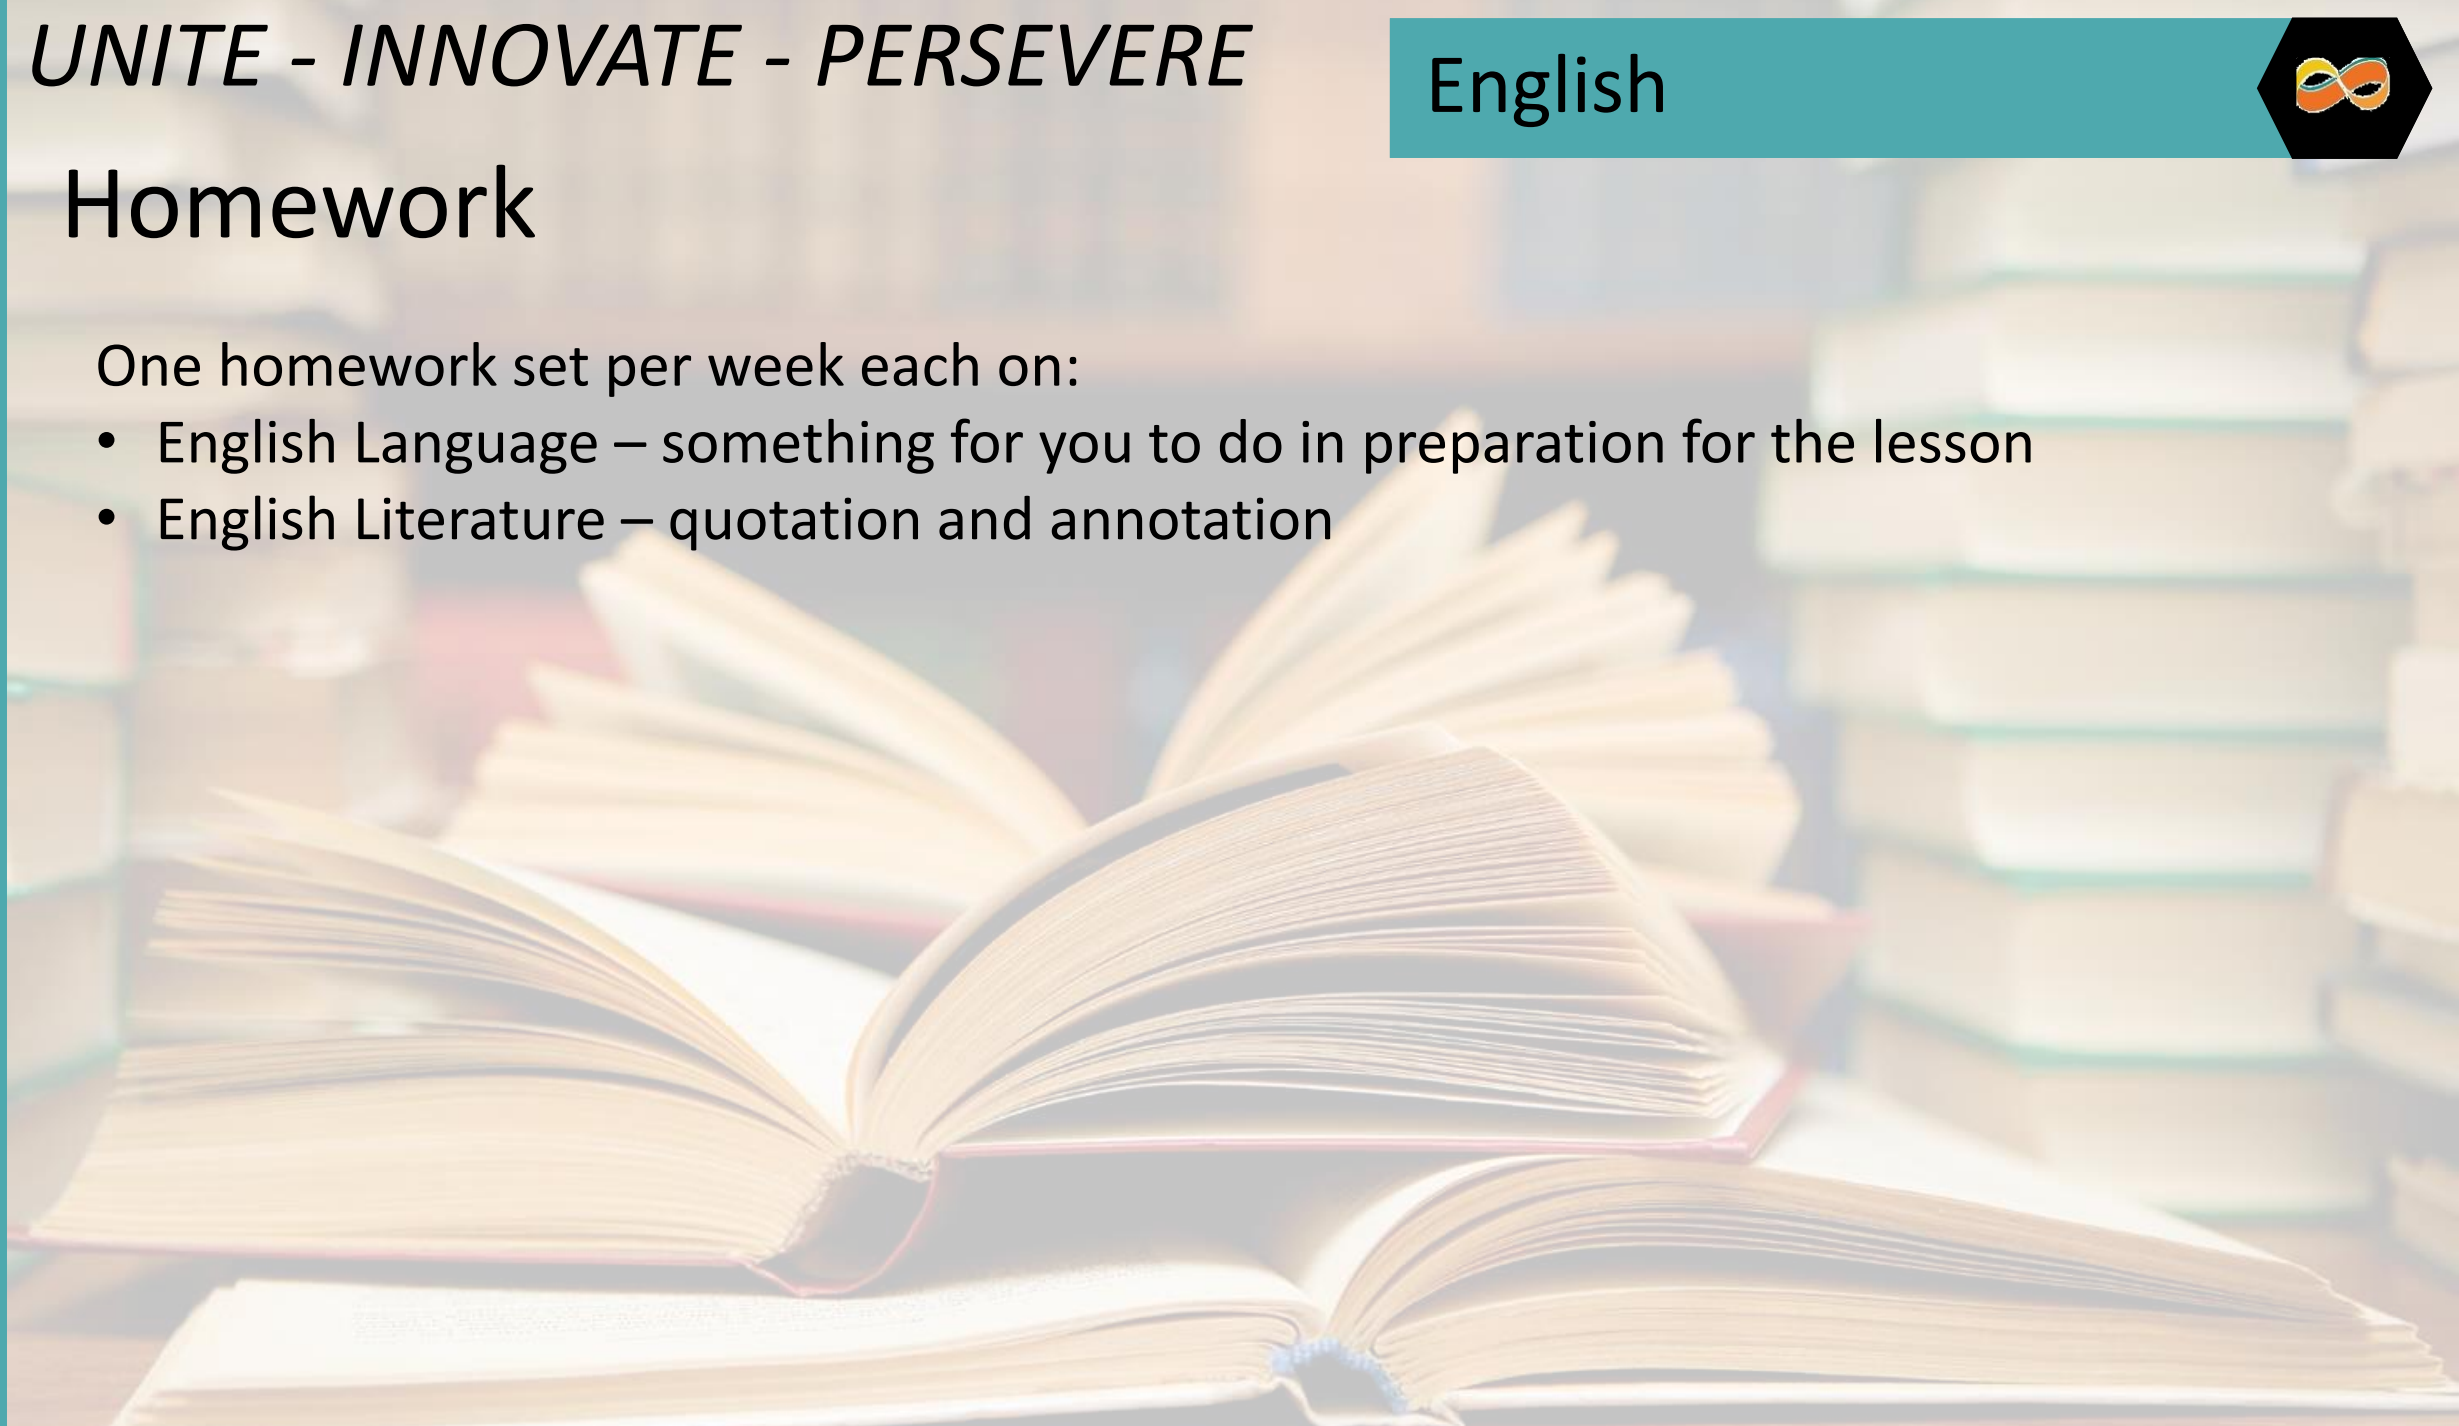 UNITE - INNOVATE - PERSEVERE
English
Homework
One homework set per week each on:
• English Language – something for you to do in preparation for the lesson
• English Literature – quotation and annotation